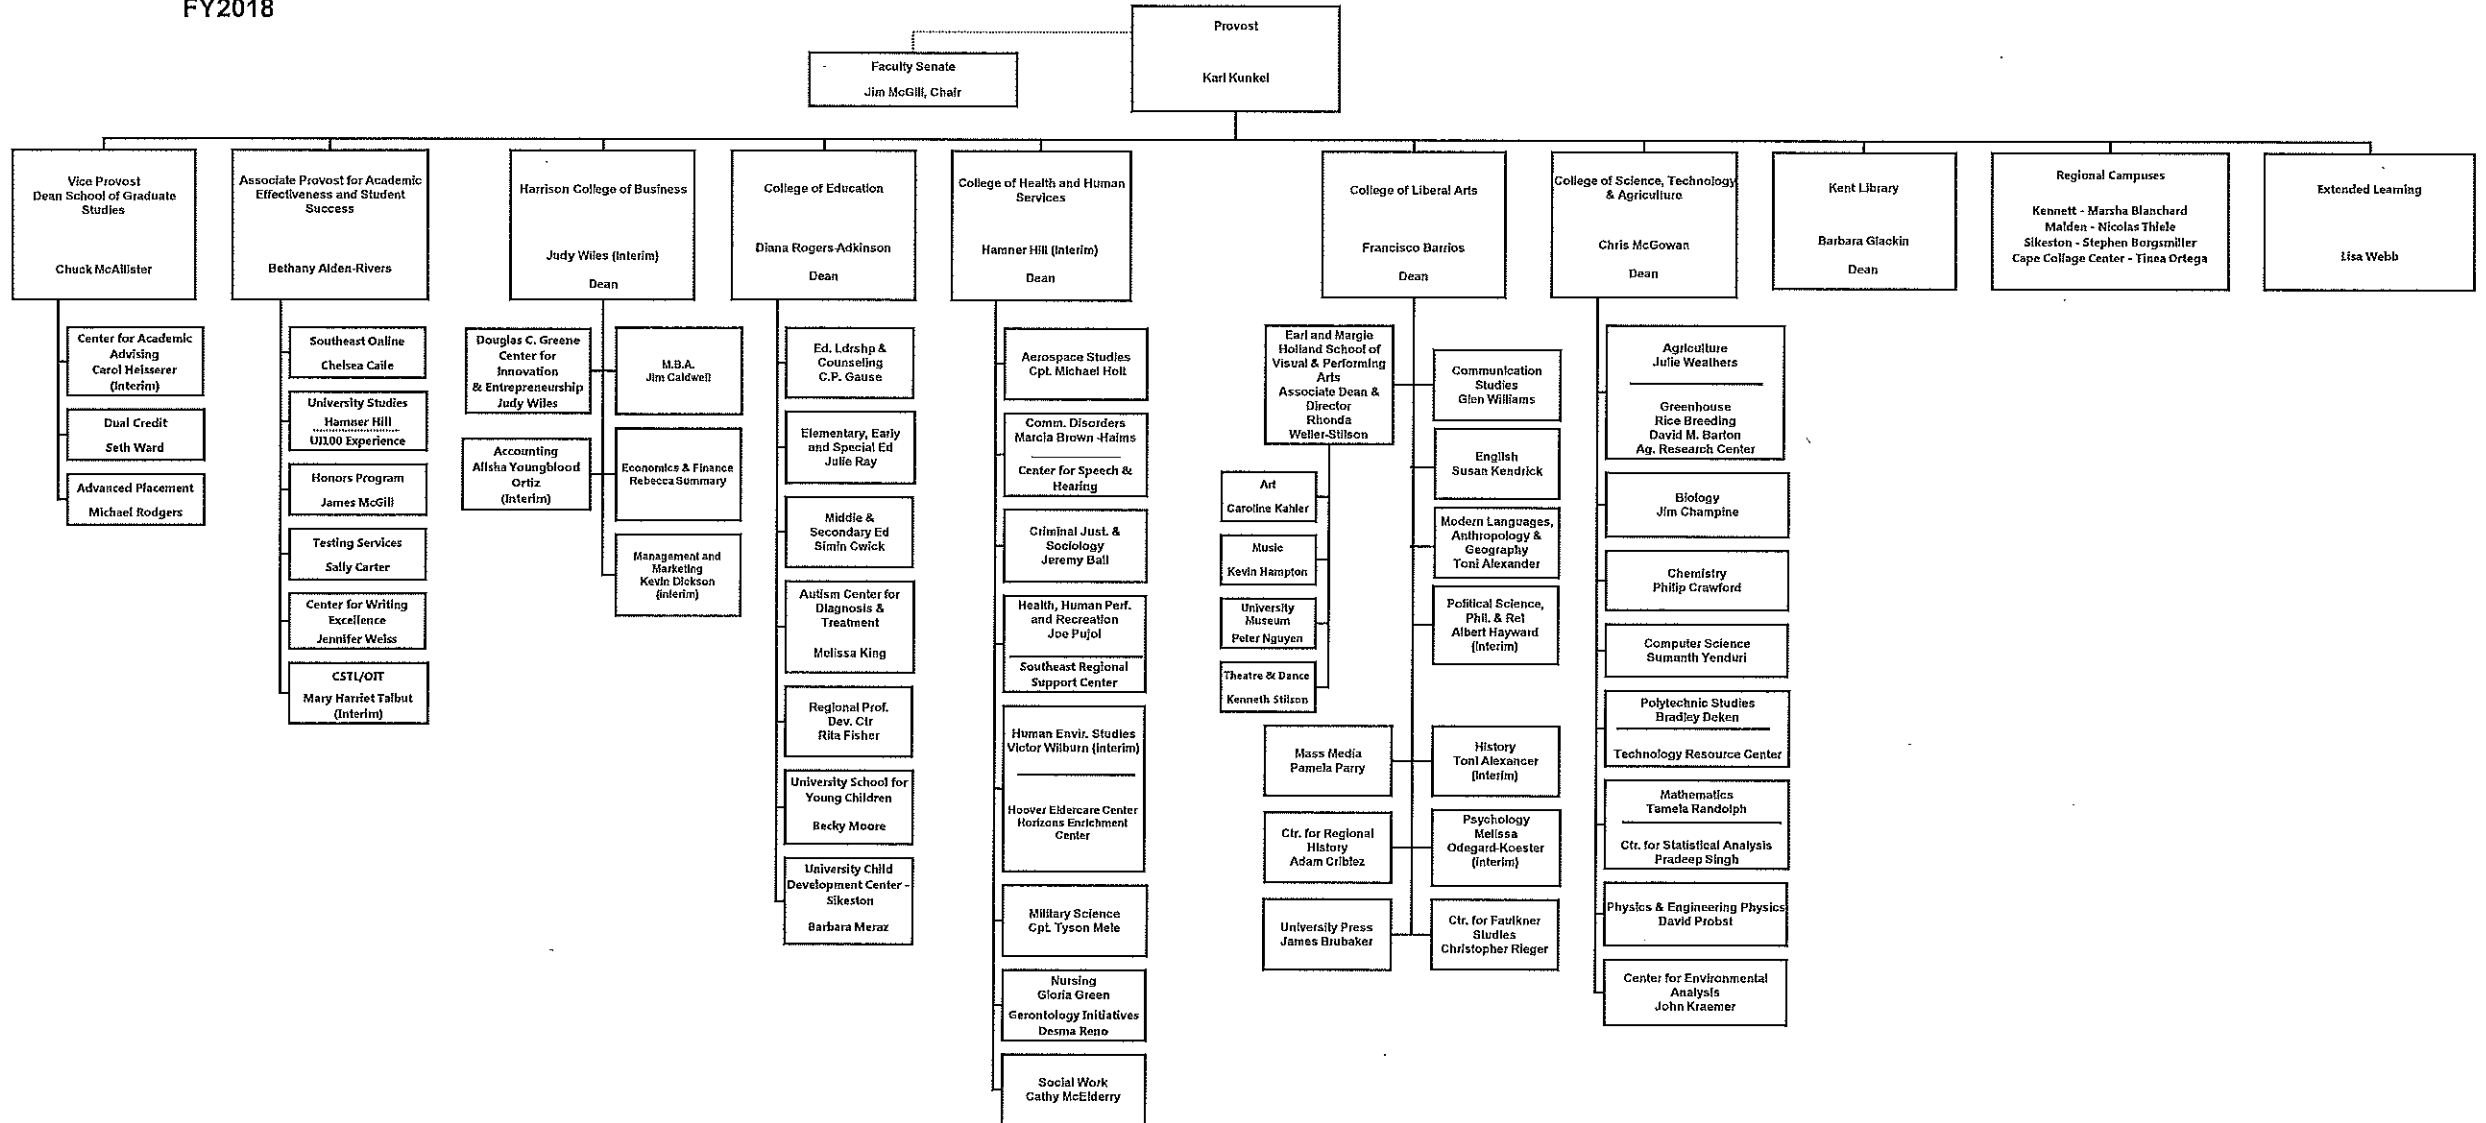 FY2018
Provost
Karl Kunkel
Faculty Senate
Jim McGill, Chair
Vice Provost
Dean School of Graduate
Studies
Chuck McAllister
Center for Academic
Advising
Carol Heisserer
(Interim)
Dual Credit
Seth Ward
Advanced Placement
Michael Rodgers
Associate Provost for Academic
Effectiveness and Student
Success
Bethany Alden-Rivers
Southeast Online
Chelsea Caile
University Studies
Hamner Hill
UI100 Experience
Honors Program
James McGill
Testing Services
Sally Carter
Center for Writing
Excellence
Jennifer Weiss
CSTL/OIT
Mary Harriet Talbut
(Interim)
Harrison College of Business
Judy Wiles (Interim)
Dean
Douglas C. Greene
Center for
Innovation
& Entrepreneurship
Judy Wiles
M.B.A.
Jim Caldwell
Accounting
Alisha Youngblood
Ortiz
(Interim)
Economics & Finance
Rebecca Summary
Management and
Marketing
Kevin Dickson
(Interim)
College of Education
Diana Rogers-Adkinson
Dean
Ed. Ldrshp &
Counseling
C.P. Gause
Elementary, Early
and Special Ed
Julie Ray
Middle &
Secondary Ed
Simin Cwick
Autism Center for
Diagnosis &
Treatment
Melissa King
Regional Prof.
Dev. Ctr
Rita Fisher
University School for
Young Children
Becky Moore
University Child
Development Center -
Sikeston
Barbara Meraz
College of Health and Human
Services
Hamner Hill (Interim)
Dean
Aerospace Studies
Cpt. Michael Holt
Comm. Disorders
Marcia Brown -Haims
Center for Speech &
Hearing
Criminal Just. &
Sociology
Jeremy Ball
Health, Human Perf.
and Recreation
Joe Pujol
Southeast Regional
Support Center
Human Envir. Studies
Victor Wilburn (Interim)
Hoover Eldercare Center
Horizons Enrichment
Center
Military Science
Cpt. Tyson Mele
Nursing
Gloria Green
Gerontology Initiatives
Desma Reno
Social Work
Cathy McElderry
College of Liberal Arts
Francisco Barrios
Dean
Earl and Margie
Holland School of
Visual & Performing
Arts
Associate Dean &
Director
Rhonda
Weller-Stilson
Art
Caroline Kahler
Music
Kevin Hampton
University
Museum
Peter Nguyen
Theatre & Dance
Kenneth Stilson
Communication
Studies
Glen Williams
English
Susan Kendrick
Modern Languages,
Anthropology &
Geography
Toni Alexander
Political Science,
Phil. & Rel
Albert Hayward
(Interim)
Mass Media
Pamela Parry
History
Toni Alexancer
(Interim)
Ctr. for Regional
History
Adam Criblez
Psychology
Melissa
Odegard-Koester
(Interim)
University Press
James Brubaker
Ctr. for Faulkner
Studies
Christopher Rieger
College of Science, Technology
& Agriculture
Chris McGowan
Dean
Agriculture
Julie Weathers
Greenhouse
Rice Breeding
David M. Barton
Ag. Research Center
Biology
Jim Champine
Chemistry
Philip Crawford
Computer Science
Sumanth Yenduri
Polytechnic Studies
Bradley Deken
Technology Resource Center
Mathematics
Tamela Randolph
Ctr. for Statistical Analysis
Pradeep Singh
Physics & Engineering Physics
David Probst
Center for Environmental
Analysis
John Kraemer
Kent Library
Barbara Glackin
Dean
Regional Campuses
Kennett - Marsha Blanchard
Malden - Nicolas Thiele
Sikeston - Stephen Borgsmiller
Cape Collage Center - Tinea Ortega
Extended Learning
Lisa Webb